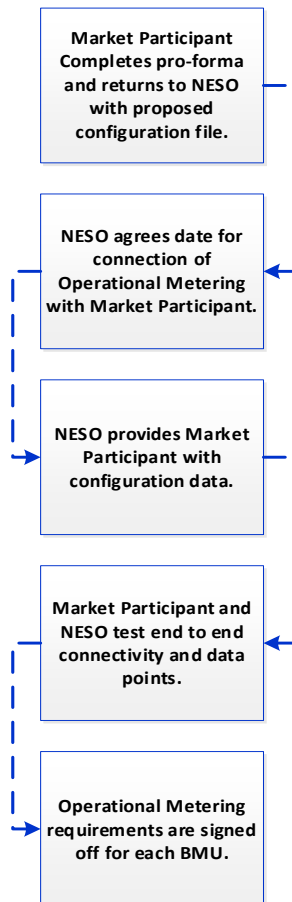 Market Participant
Completes pro-forma
and returns to NESO
with proposed
configuration file.
NESO agrees date for
connection of
Operational Metering
with Market Participant.
NESO provides Market
Participant with
configuration data.
Market Participant and
NESO test end to end
connectivity and data
points.
Operational Metering
requirements are signed
off for each BMU.